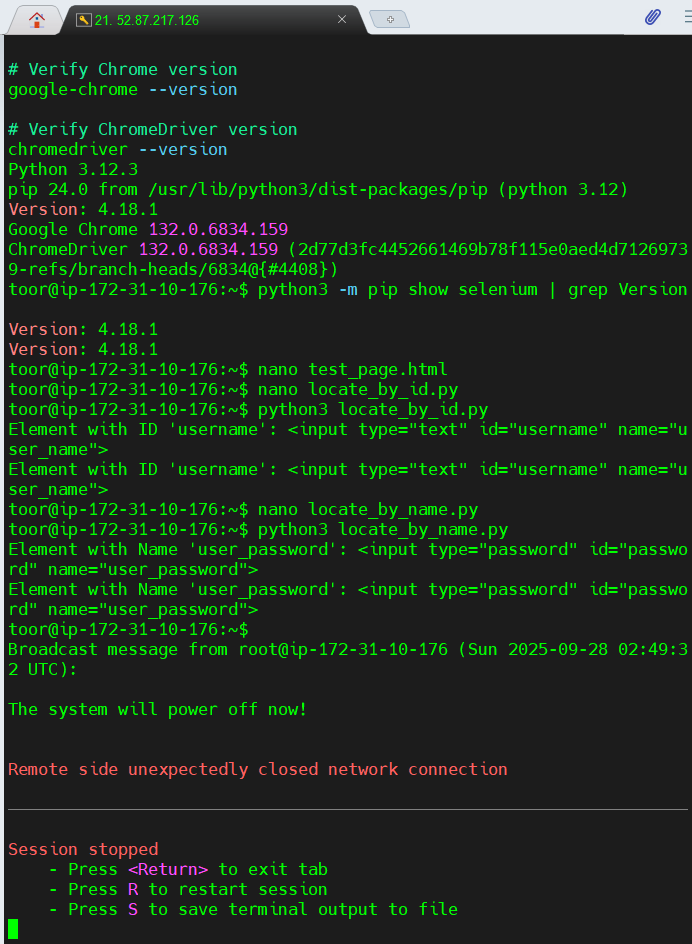 21. 52.87.217.126
# Verify Chrome version
google-chrome --version
# Verify ChromeDriver version
chromedriver --version
Python 3.12.3
pip 24.0 from /usr/lib/python3/dist-packages/pip (python 3.12)
Version: 4.18.1
Google Chrome 132.0.6834.159
ChromeDriver 132.0.6834.159 (2d77d3fc4452661469b78f115e0aed4d7126973
9-refs/branch-heads/6834@{#4408})
toor@ip-172-31-10-176:~$ python3 -m pip show selenium | grep Version
Version: 4.18.1
Version: 4.18.1
toor@ip-172-31-10-176:~$ nano test_page.html
toor@ip-172-31-10-176:~$ nano locate_by_id.py
toor@ip-172-31-10-176:~$ python3 locate_by_id.py
Element with ID 'username': <input type="text" id="username" name="u
ser_name">
Element with ID 'username': <input type="text" id="username" name="u
ser_name">
toor@ip-172-31-10-176:~$ nano locate_by_name.py
toor@ip-172-31-10-176:~$ python3 locate_by_name.py
Element with Name 'user_password': <input type="password" id="passwo
rd" name="user_password">
Element with Name 'user_password': <input type="password" id="passwo
rd" name="user_password">
toor@ip-172-31-10-176:~$
Broadcast message from root@ip-172-31-10-176 (Sun 2025-09-28 02:49:3
2 UTC):
The system will power off now!
Remote side unexpectedly closed network connection
Session stopped
- Press <Return> to exit tab
- Press R to restart session
- Press S to save terminal output to file